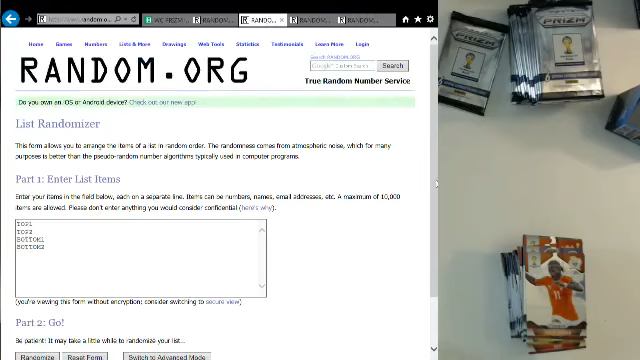 WC PRIZM
RANDOM.
RANDO...
RANDOM.
RANDOM.
Home Games Numbers Lists & More Drawings Web Tools Statistics Testimonials Learn More Login
RANDOM.ORG
Search RANDOM.ORG
Google™ Custom Search
Search
True Random Number Service
Do you own an iOS or Android device? Check out our new app!
List Randomizer
This form allows you to arrange the items of a list in random order. The randomness comes from atmospheric noise, which for many
purposes is better than the pseudo-random number algorithms typically used in computer programs.
Part 1: Enter List Items
Enter your items in the field below, each on a separate line. Items can be numbers, names, email addresses, etc. A maximum of 10,000
items are allowed. Please don't enter anything you would consider confidential (here's why).
TOP1
TOP2
BOTTOM1
BOTTOM2
(you're viewing this form without encryption; consider switching to secure view)
Part 2: Go!
Be patient! It may take a little while to randomize your list...
Randomize Reset Form Switch to Advanced Mode
PRIZM
PRIZM
11